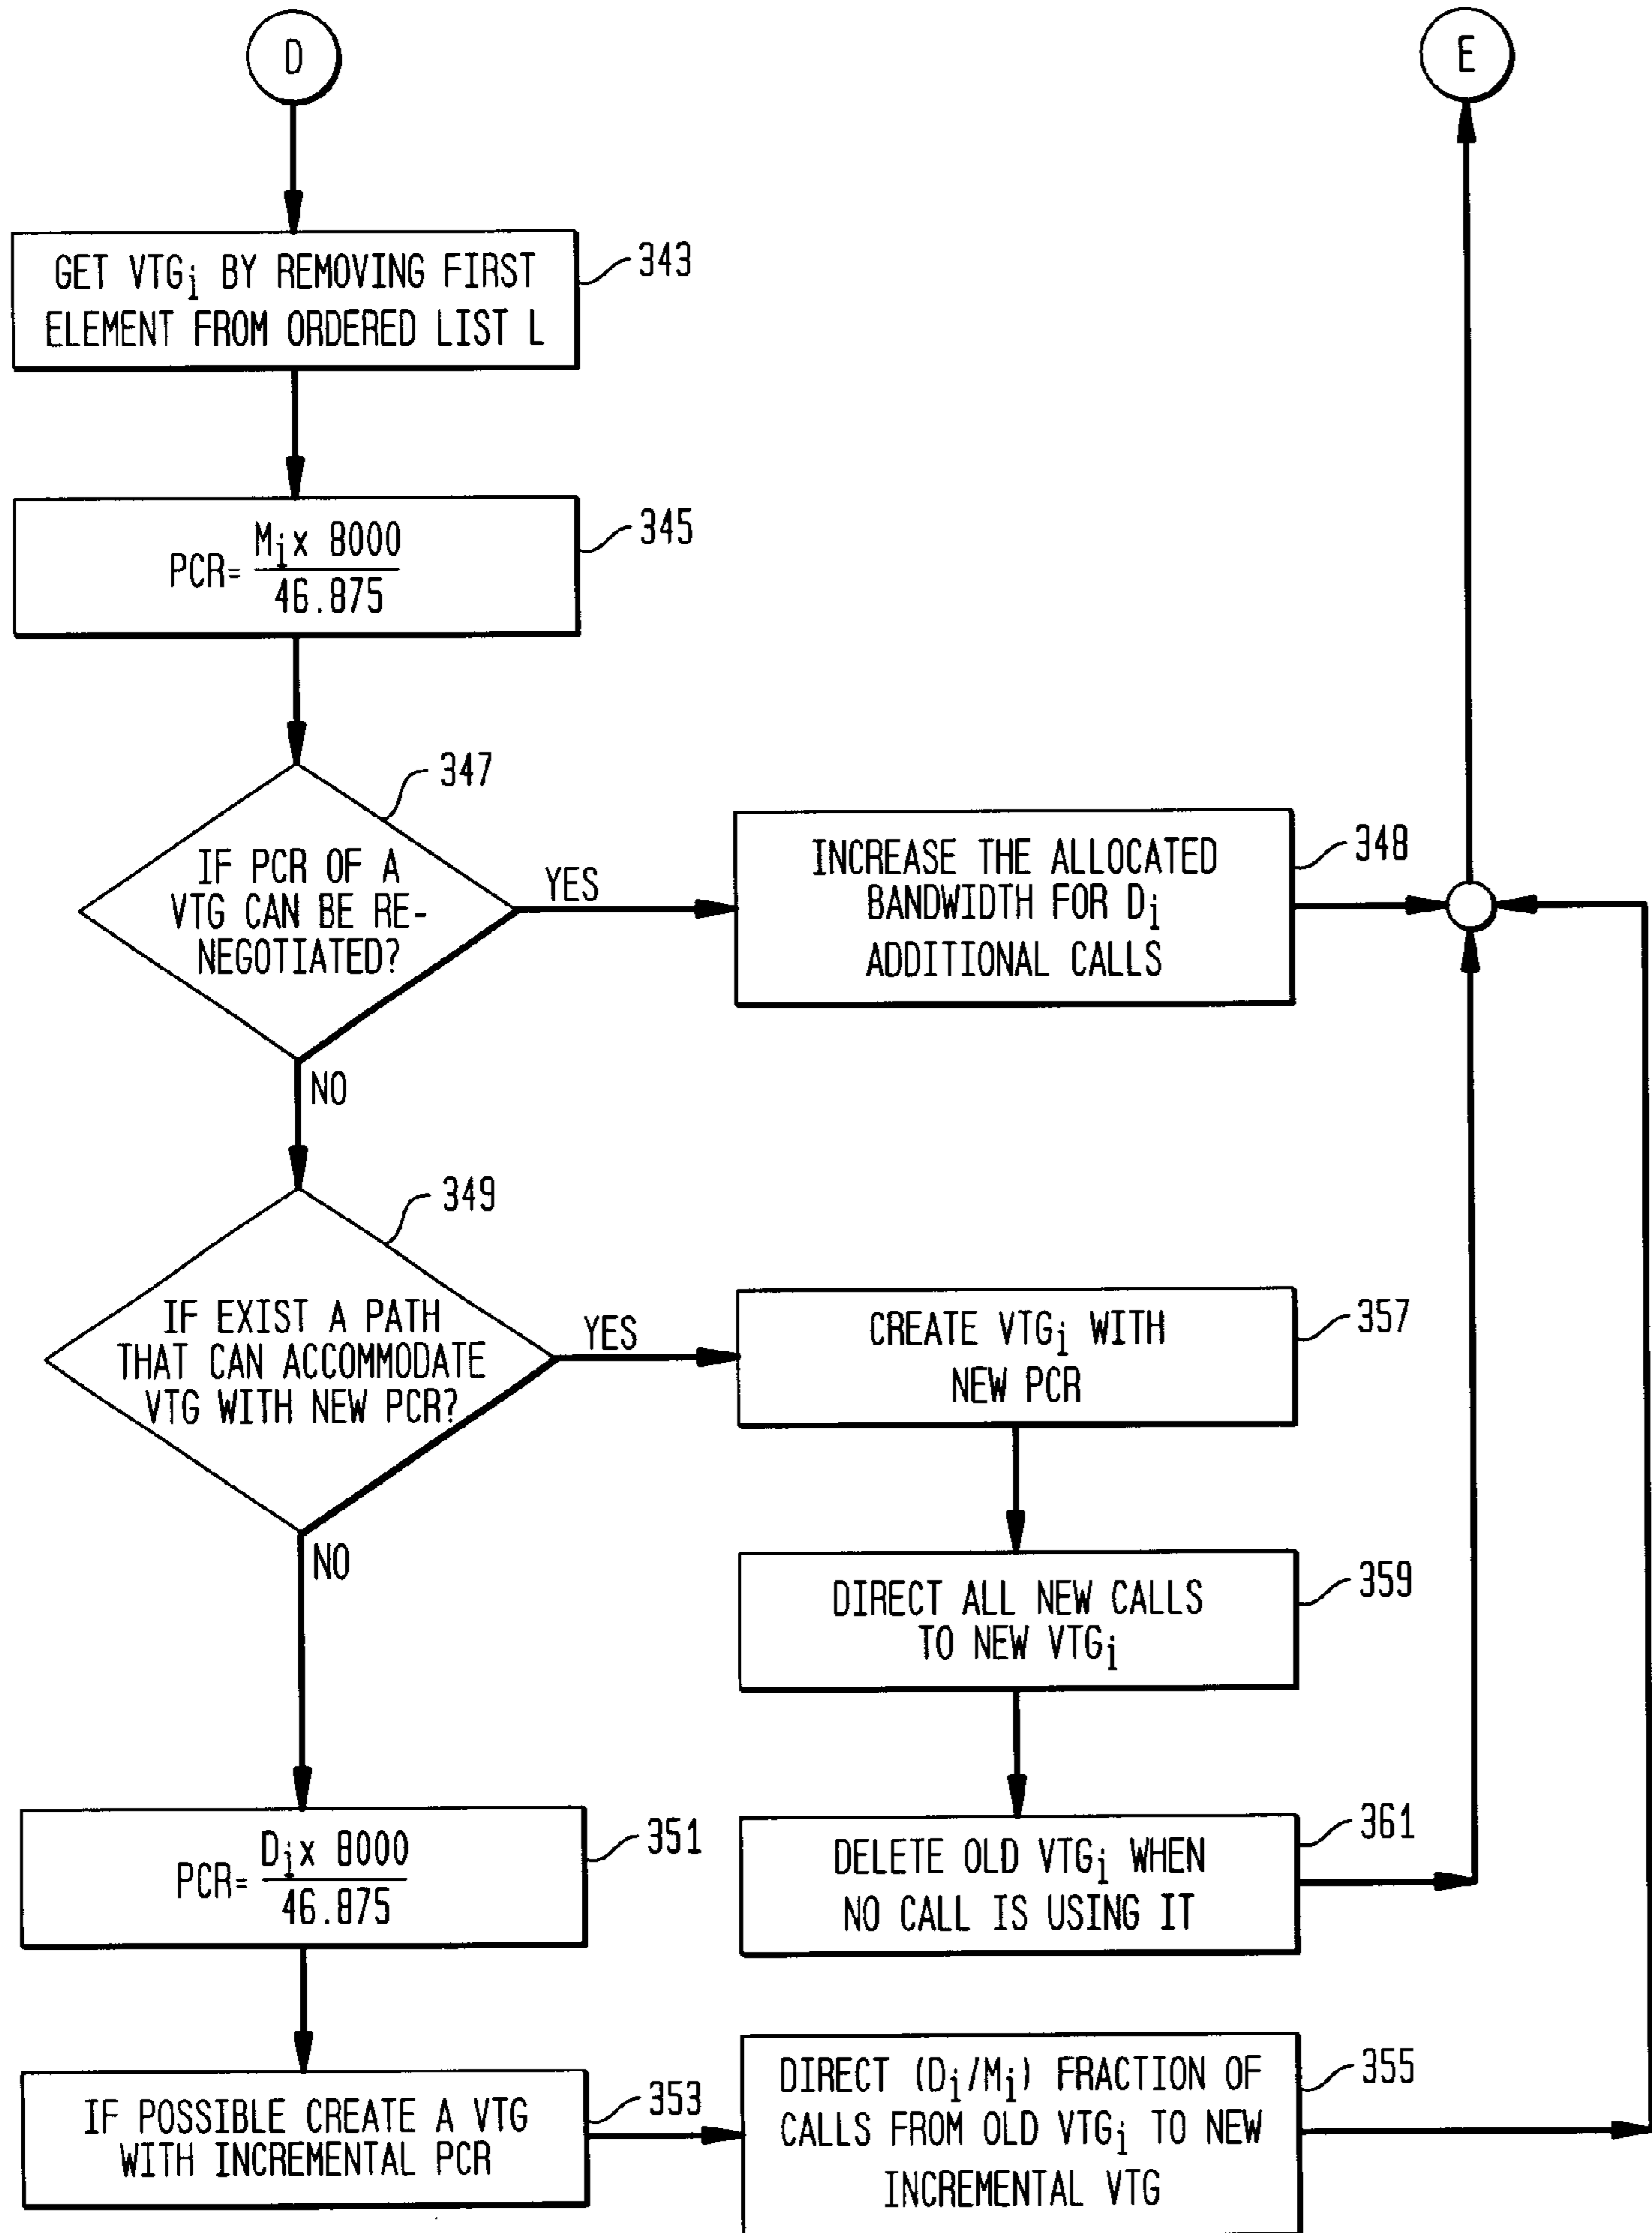 D
E
GET VTGi BY REMOVING FIRST
ELEMENT FROM ORDERED LIST L
343
PCR= Mi x 8000
46.875
345
IF PCR OF A
VTG CAN BE RE-
NEGOTIATED?
347
YES
NO
INCREASE THE ALLOCATED
BANDWIDTH FOR Di
ADDITIONAL CALLS
348
IF EXIST A PATH
THAT CAN ACCOMMODATE
VTG WITH NEW PCR?
349
YES
NO
CREATE VTGi WITH
NEW PCR
357
DIRECT ALL NEW CALLS
TO NEW VTGi
359
DELETE OLD VTGi WHEN
NO CALL IS USING IT
361
PCR= Di x 8000
46.875
351
IF POSSIBLE CREATE A VTG
WITH INCREMENTAL PCR
353
DIRECT (Di/Mi) FRACTION OF
CALLS FROM OLD VTGi TO NEW
INCREMENTAL VTG
355